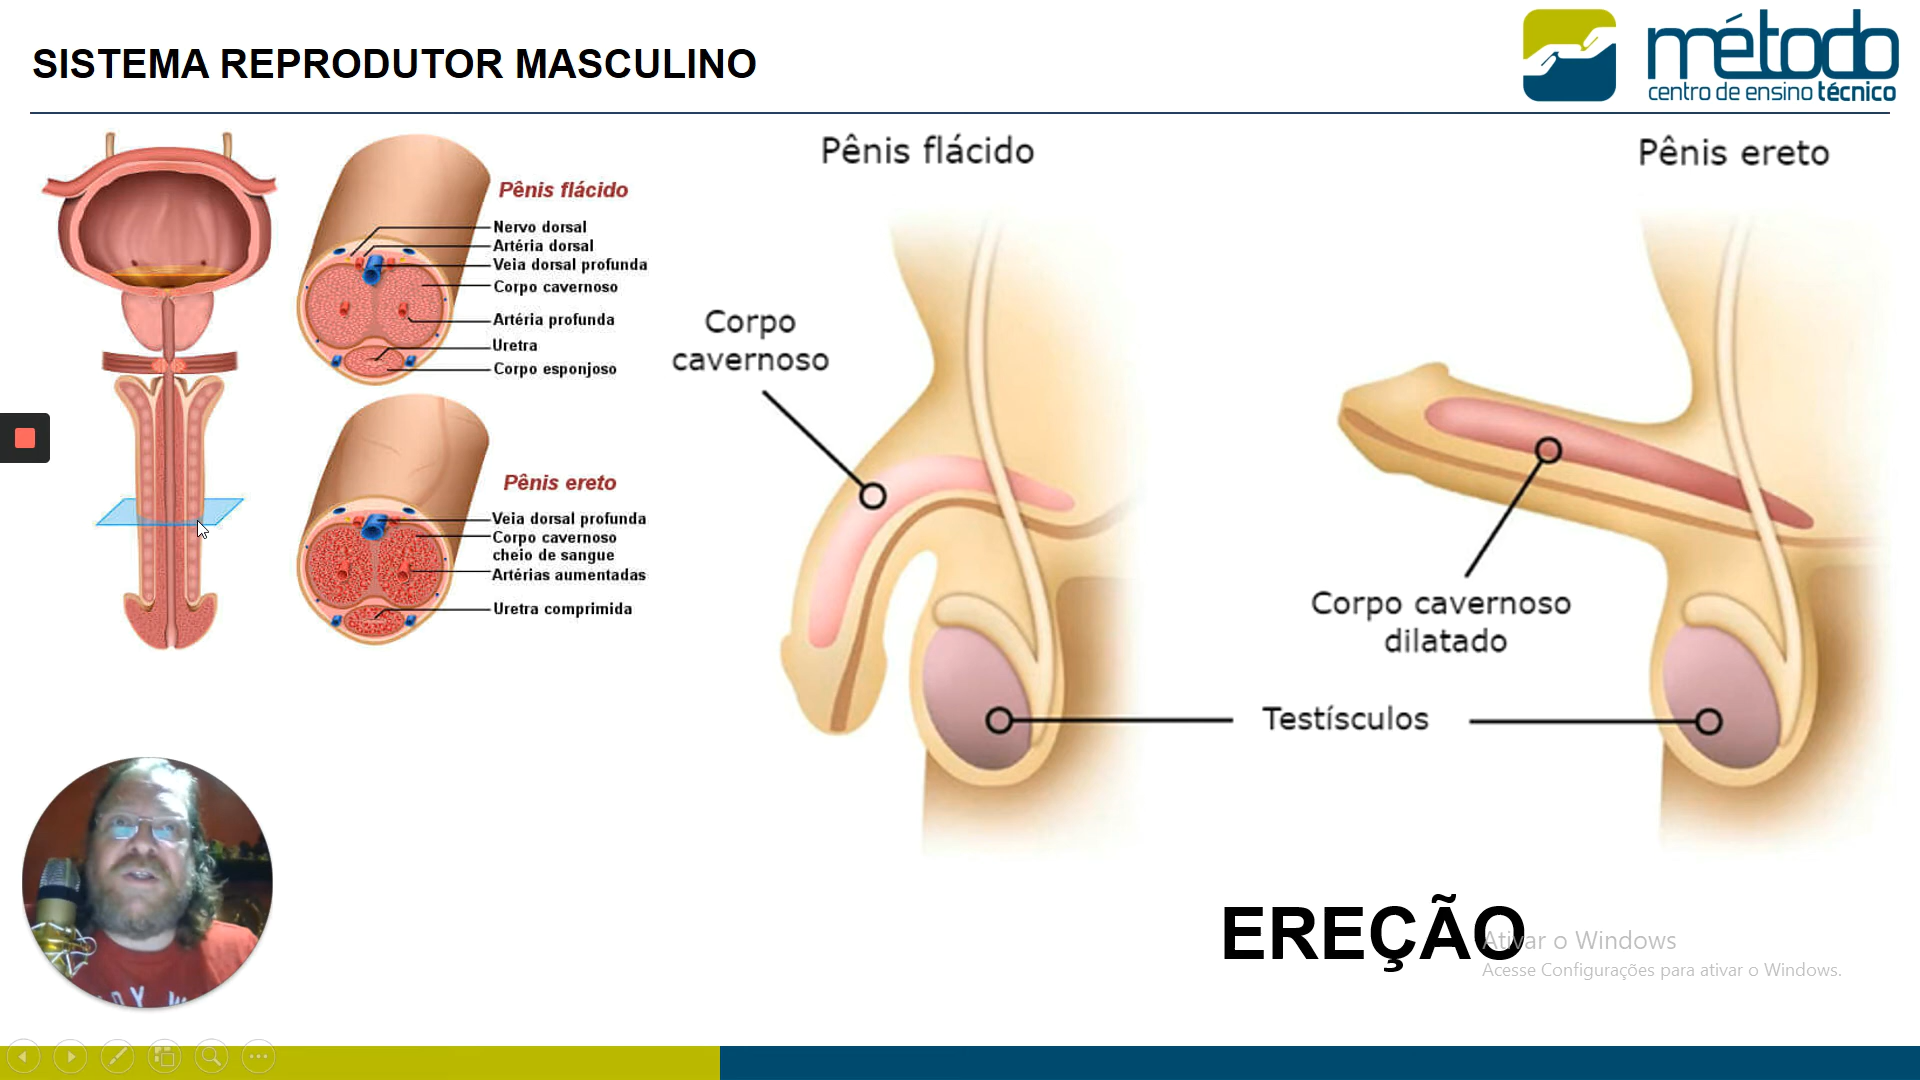 SISTEMA REPRODUTOR MASCULINO
método
centro de ensino técnico
Pênis flácido
Nervo dorsal
Artéria dorsal
Veia dorsal profunda
Corpo cavernoso
Artéria profunda
Uretra
Corpo esponjoso
Pênis ereto
Veia dorsal profunda
Corpo cavernoso
cheio de sangue
Artérias aumentadas
Uretra comprimida
Pênis flácido
Corpo
cavernoso
Pênis ereto
Corpo cavernoso
dilatado
Testísculos
EREÇÃO
Ativar o Windows
Acesse Configurações para ativar o Windows.